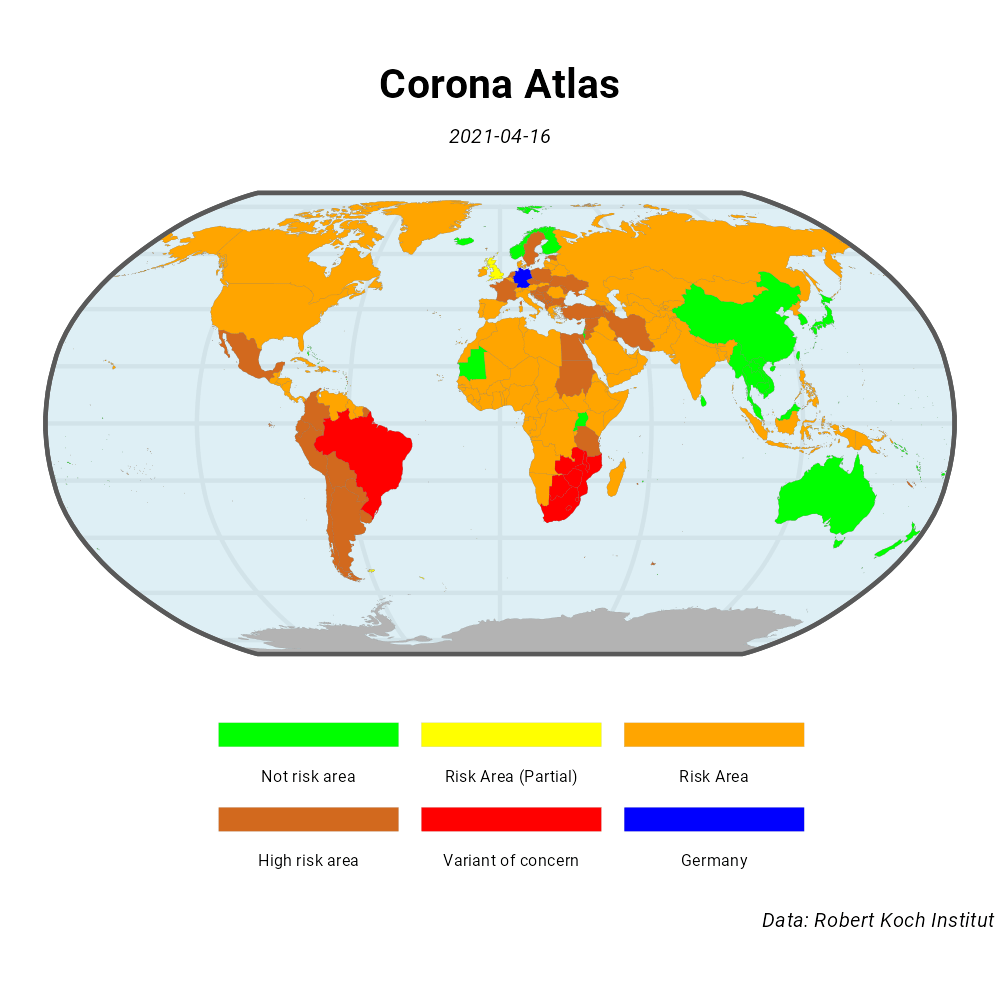 Corona Atlas
2021-04-16
Not risk area
Risk Area (Partial)
Risk Area
High risk area
Variant of concern
Germany
Data: Robert Koch Institut